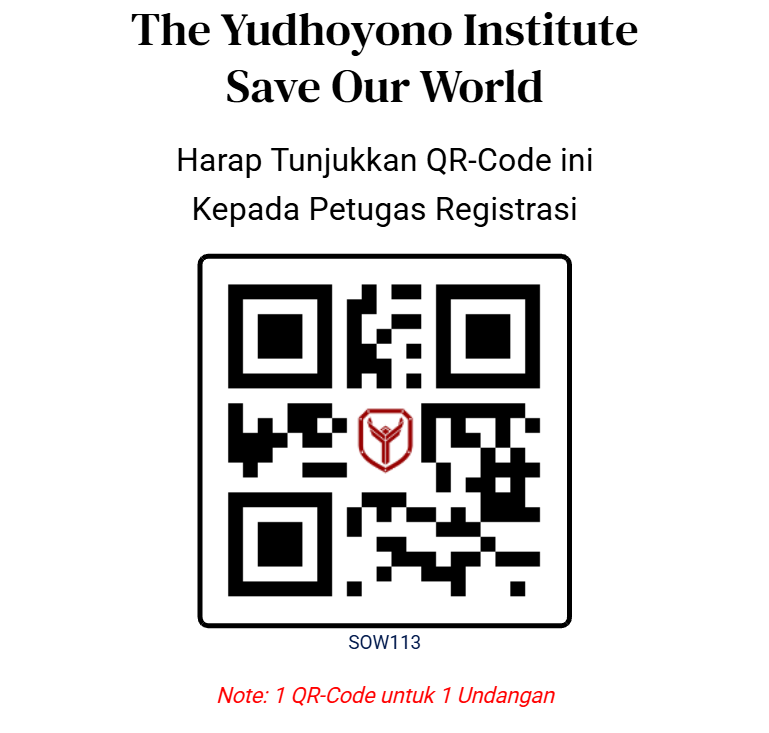 The Yudhoyono Institute
Save Our World
Harap Tunjukkan QR-Code ini
Kepada Petugas Registrasi
SOW113
Note: 1 QR-Code untuk 1 Undangan